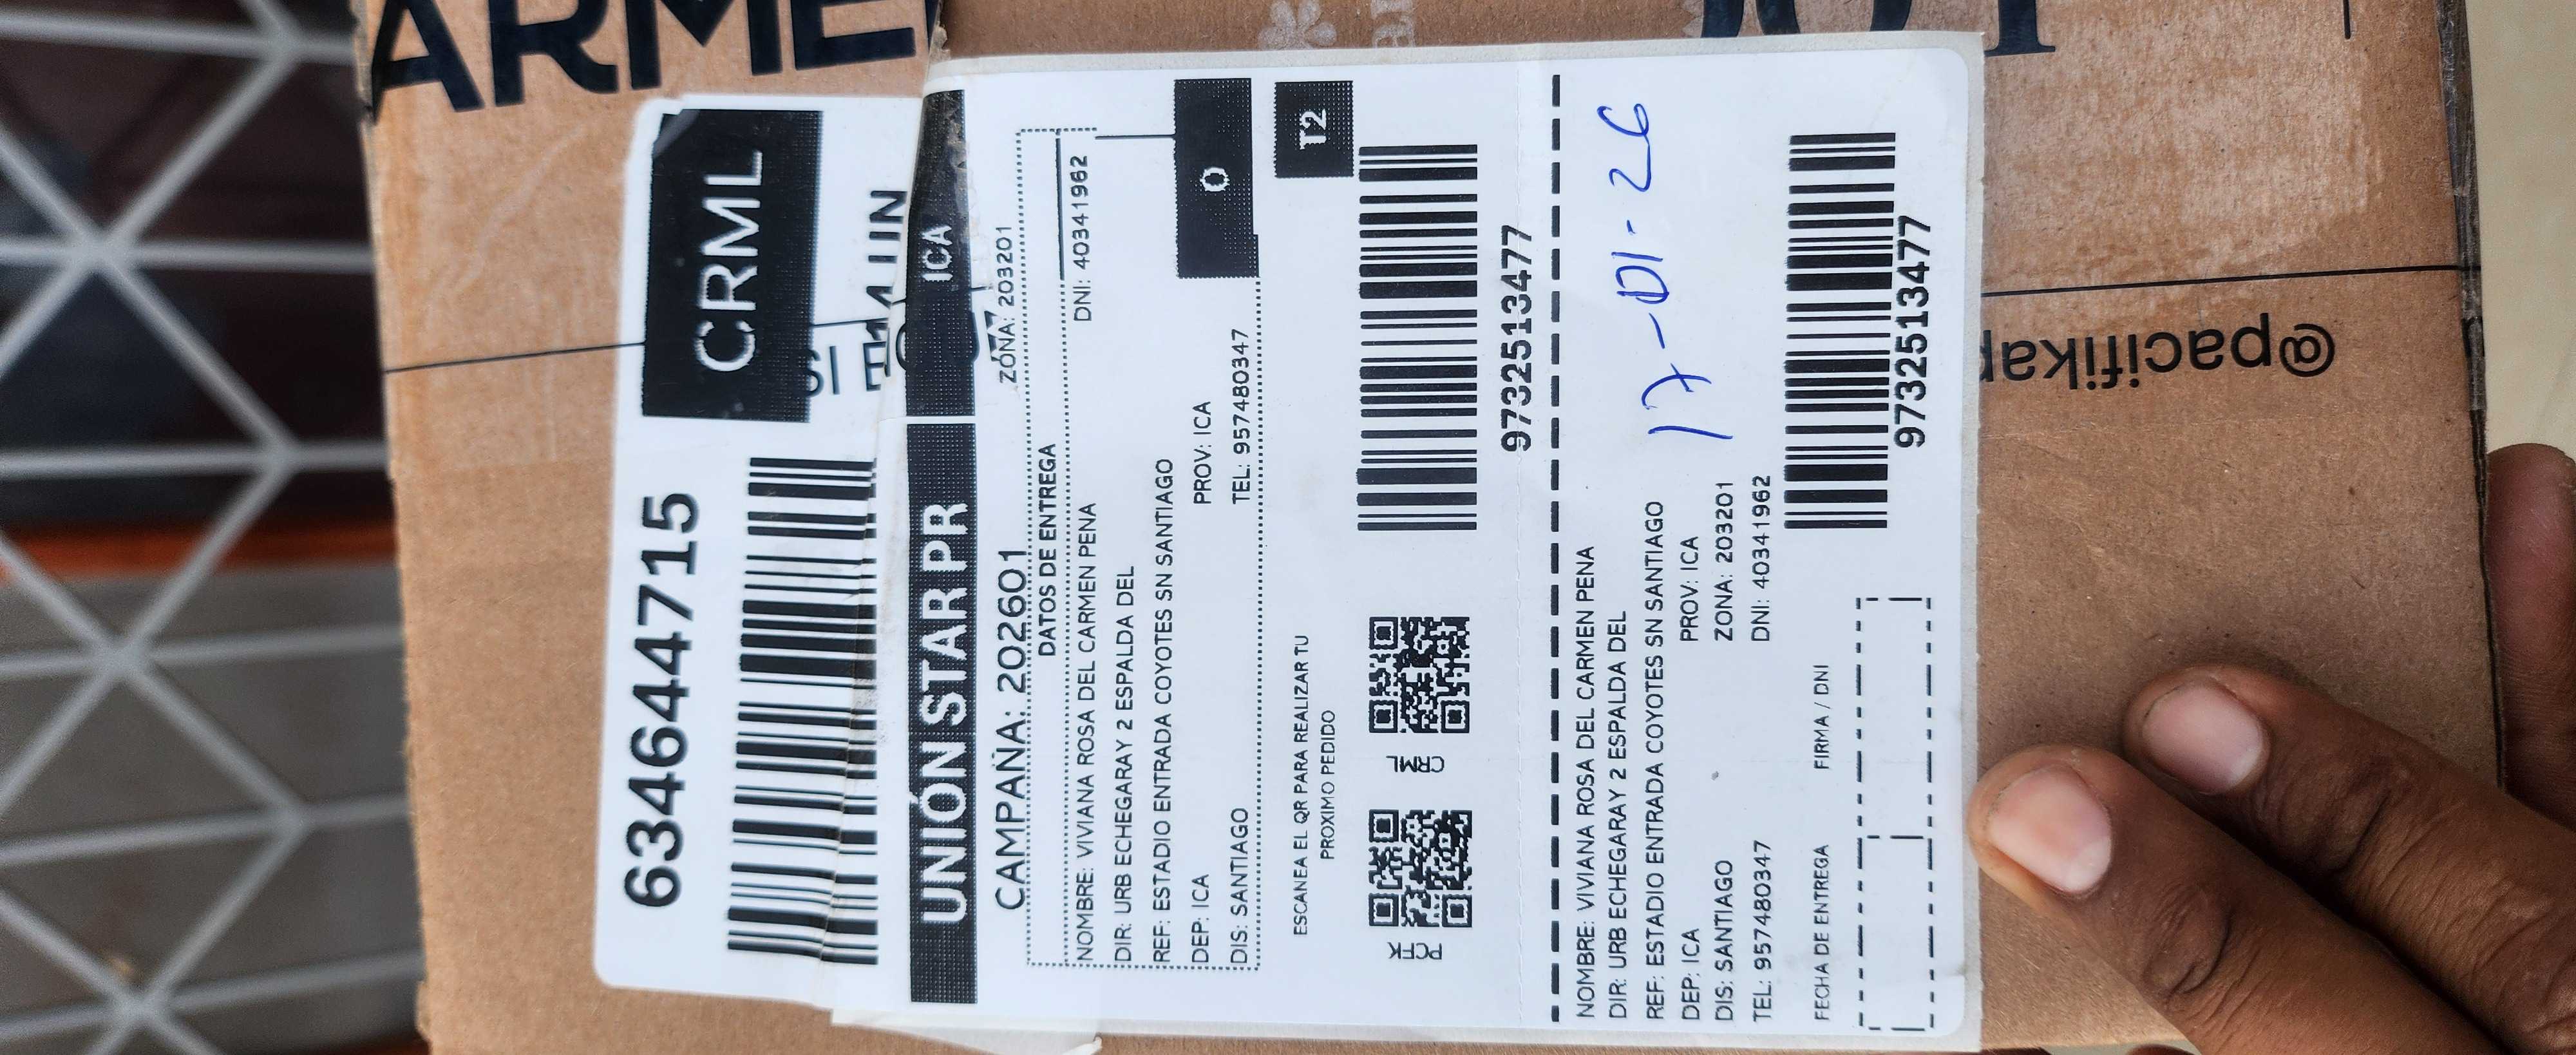 ARME
634644715
CRML
UNIÓN STAR PR
ICA
CAMPAÑA: 202601
ZONA: 203201
DATOS DE ENTREGA
NOMBRE: VIVIANA ROSA DEL CARMEN PENA
DNI: 40341962
DIR: URB ECHEGARAY 2 ESPALDA DEL
REF: ESTADIO ENTRADA COYOTES SN SANTIAGO
DEP: ICA
PROV: ICA
DIS: SANTIAGO
TEL: 957480347
O
T2
ESCANEA EL QR PARA REALIZAR TU
PROXIMO PEDIDO
PCFK
CRML
9732513477
NOMBRE: VIVIANA ROSA DEL CARMEN PENA
DIR: URB ECHEGARAY 2 ESPALDA DEL
REF: ESTADIO ENTRADA COYOTES SN SANTIAGO
DEP: ICA
PROV: ICA
DIS: SANTIAGO
ZONA: 203201
TEL: 957480347
DNI: 40341962
17-01-26
FECHA DE ENTREGA
FIRMA / DNI
9732513477
@pacifika